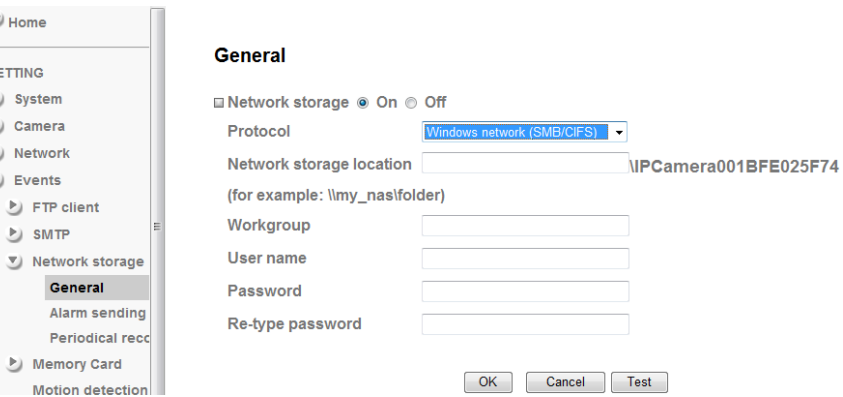 Home
SETTING
System
Camera
Network
Events
FTP client
SMTP
Network storage
General
Alarm sending
Periodical
Memory Card
Motion detection
General
Network storage On Off
Protocol Windows network (SMB/CIFS)
Network storage location \IPCamera001BFE025F74
(for example: \\my_nas\folder)
Workgroup
User name
Password
Re-type password
OK Cancel Test